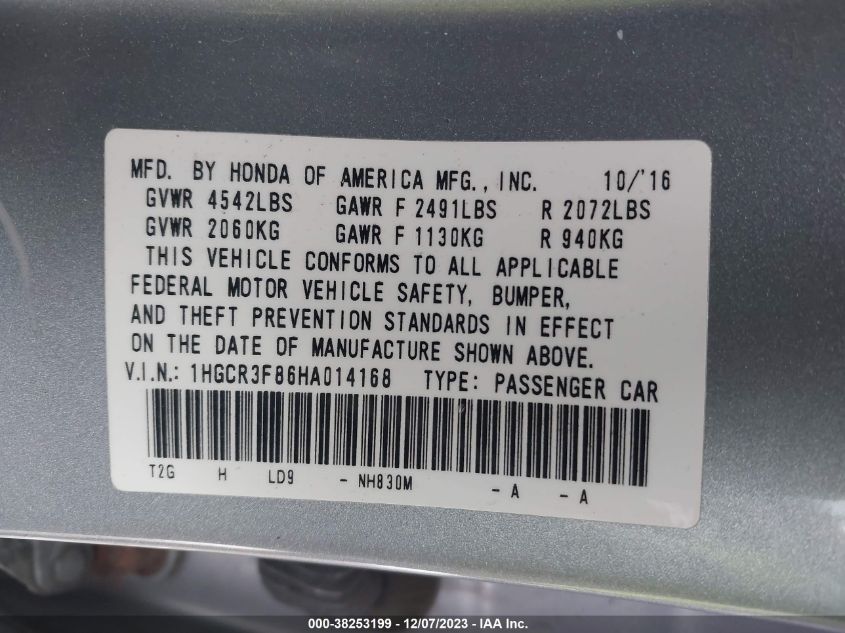 MFD. BY HONDA OF AMERICA MFG., INC. 10/'16
GVWR 4542LBS GAWR F 2491LBS R 2072LBS
GVWR 2060KG GAWR F 1130KG R 940KG
THIS VEHICLE CONFORMS TO ALL APPLICABLE
FEDERAL MOTOR VEHICLE SAFETY, BUMPER,
AND THEFT PREVENTION STANDARDS IN EFFECT
ON THE DATE OF MANUFACTURE SHOWN ABOVE.
V.I.N.: 1HGCR3F86HA014168 TYPE: PASSENGER CAR
T2G H LD9 - NH830M - A - A
000-38253199 - 12/07/2023 - IAA Inc.